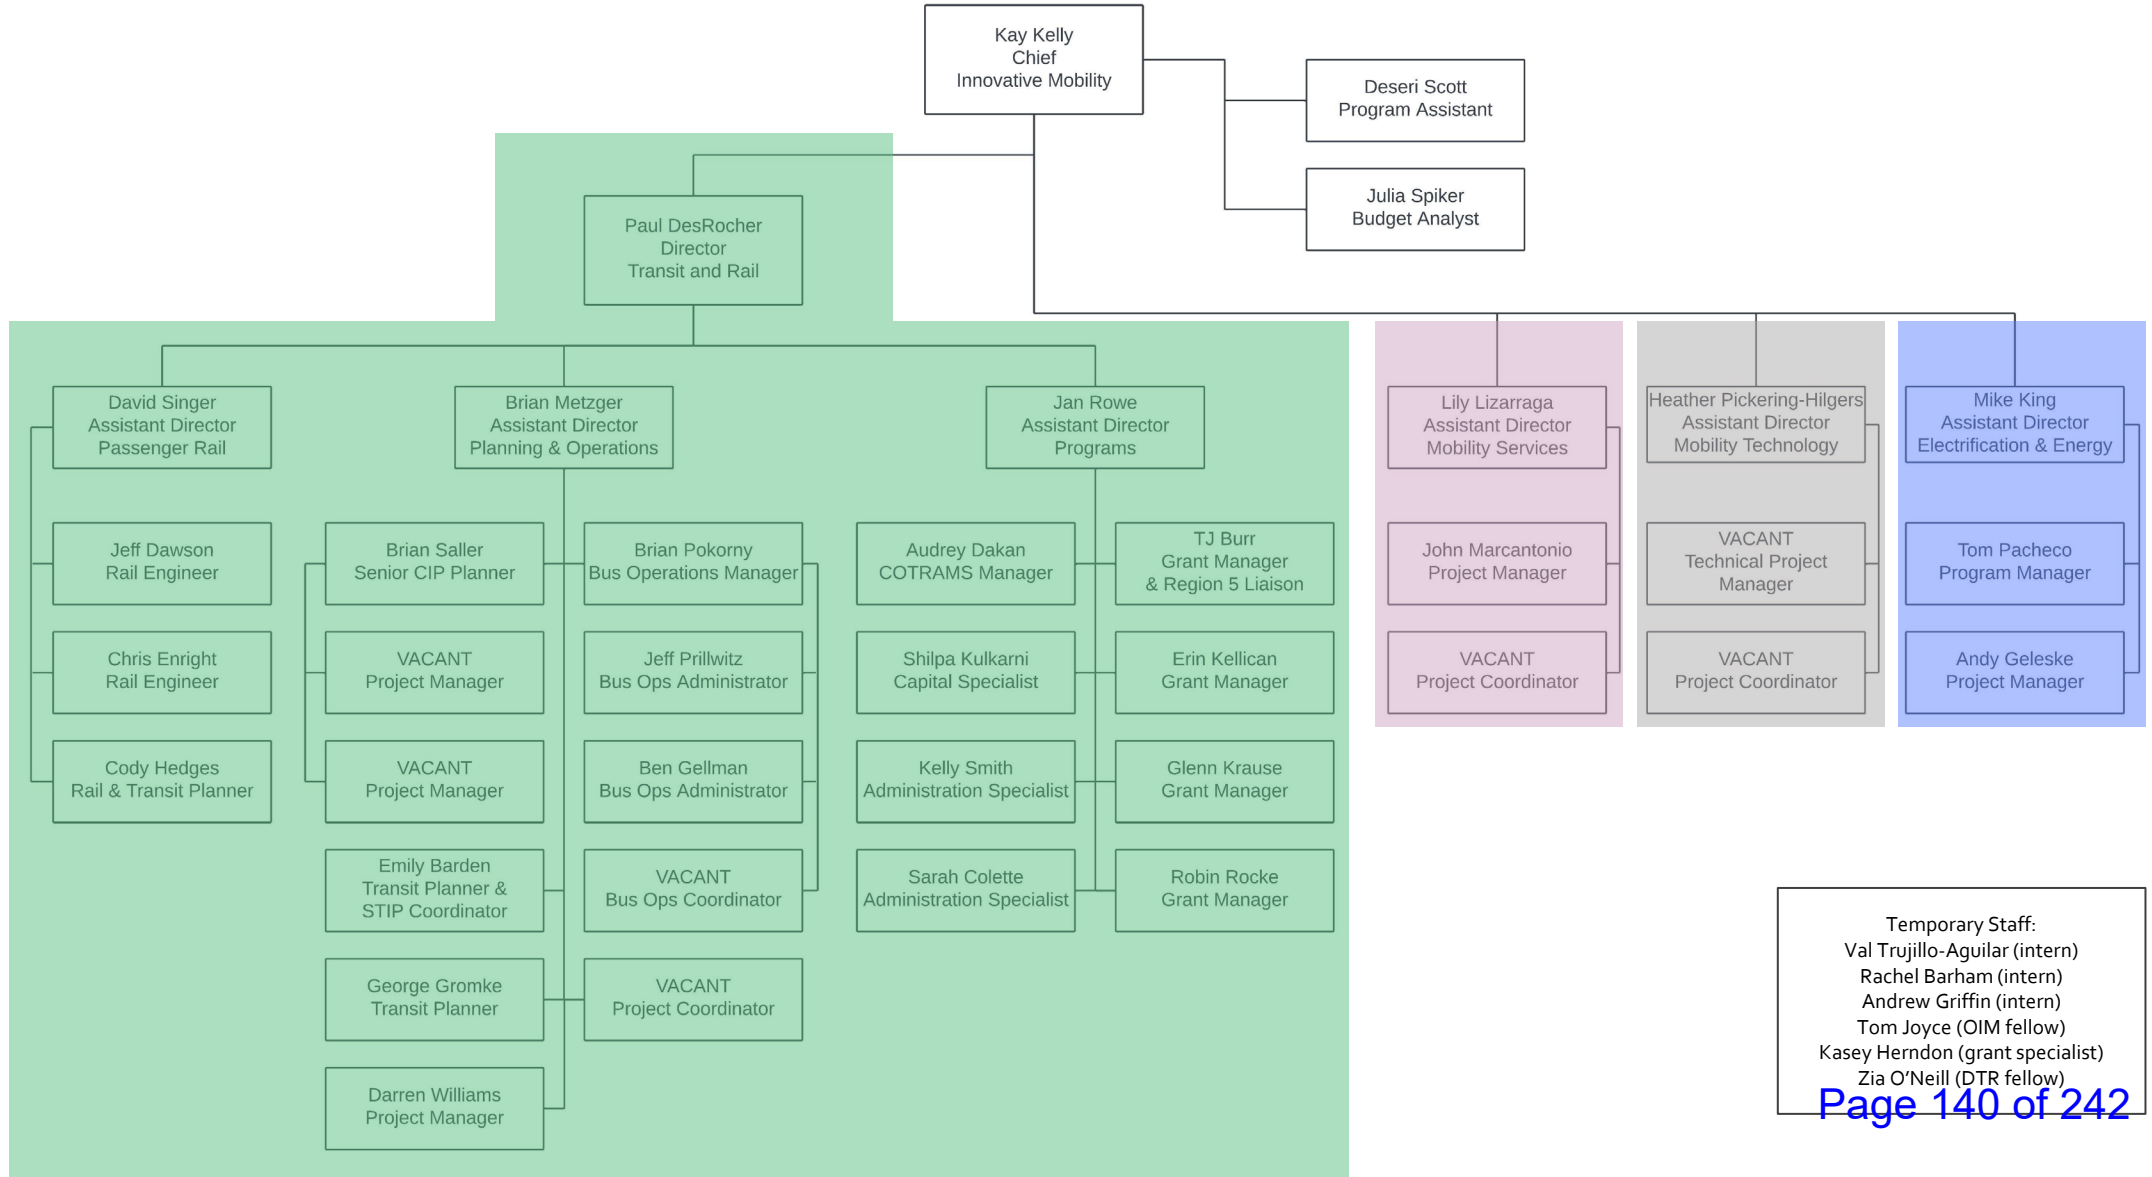 Kay Kelly
Chief
Innovative Mobility
Deseri Scott
Program Assistant
Julia Spiker
Budget Analyst
Paul DesRocher
Director
Transit and Rail
David Singer
Assistant Director
Passenger Rail
Brian Metzger
Assistant Director
Planning & Operations
Jan Rowe
Assistant Director
Programs
Lily Lizarraga
Assistant Director
Mobility Services
Heather Pickering-Hilgers
Assistant Director
Mobility Technology
Mike King
Assistant Director
Electrification & Energy
Jeff Dawson
Rail Engineer
Brian Saller
Senior CIP Planner
Brian Pokorny
Bus Operations Manager
Audrey Dakan
COTRAMS Manager
TJ Burr
Grant Manager
& Region 5 Liaison
John Marcantonio
Project Manager
VACANT
Technical Project
Manager
Tom Pacheco
Program Manager
Chris Enright
Rail Engineer
VACANT
Project Manager
Jeff Prillwitz
Bus Ops Administrator
Shilpa Kulkarni
Capital Specialist
Erin Kellican
Grant Manager
VACANT
Project Coordinator
VACANT
Project Coordinator
Andy Geleske
Project Manager
Cody Hedges
Rail & Transit Planner
VACANT
Project Manager
Ben Gellman
Bus Ops Administrator
Kelly Smith
Administration Specialist
Glenn Krause
Grant Manager
Emily Barden
Transit Planner &
STIP Coordinator
VACANT
Bus Ops Coordinator
Sarah Colette
Administration Specialist
Robin Rocke
Grant Manager
George Gromke
Transit Planner
VACANT
Project Coordinator
Darren Williams
Project Manager
Temporary Staff:
Val Trujillo-Aguilar (intern)
Rachel Barham (intern)
Andrew Griffin (intern)
Tom Joyce (OIM fellow)
Kasey Herndon (grant specialist)
Zia O'Neill (DTR fellow)
Page 140 of 242